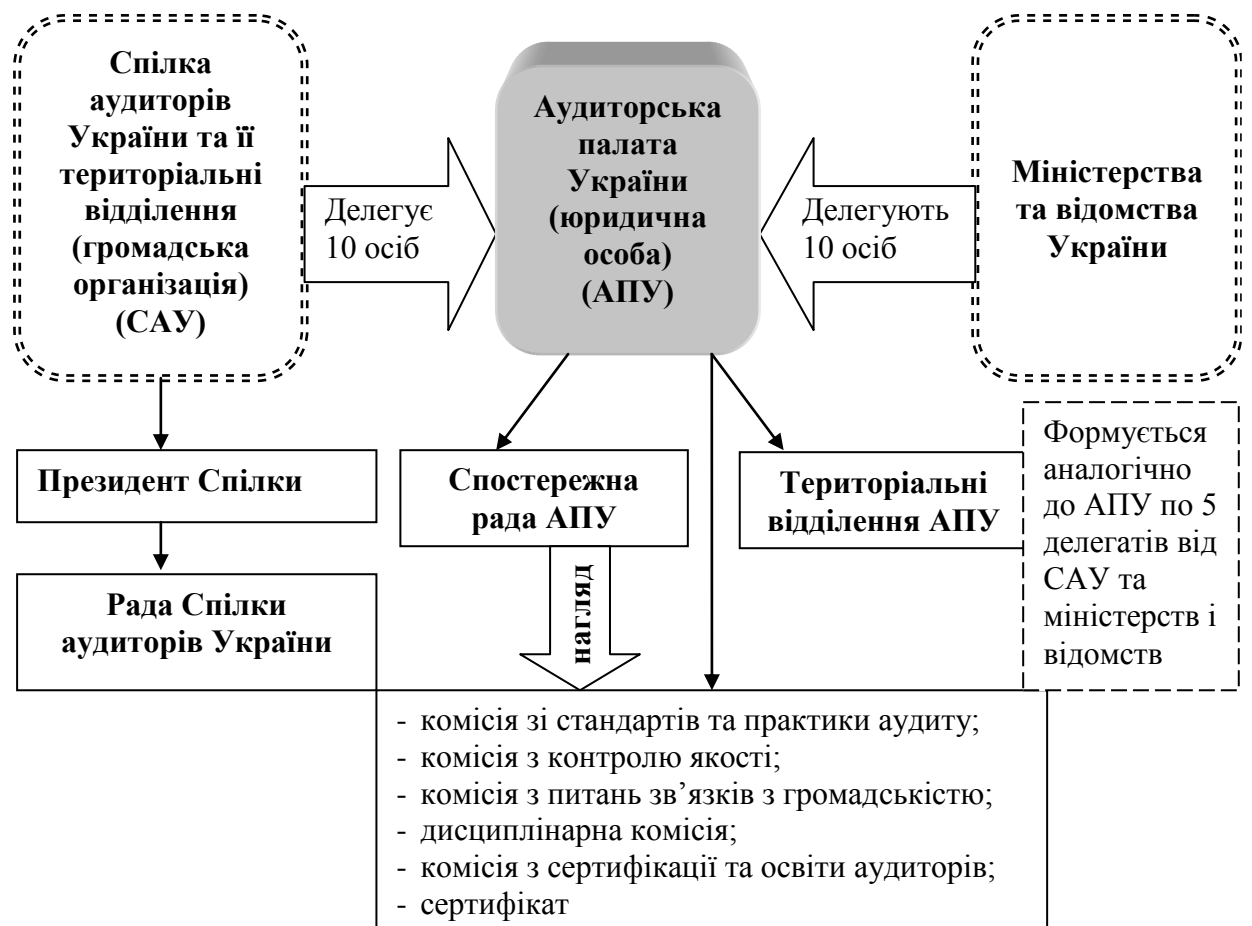 Спілка
аудиторів
України та її
територіальні
відділення
(громадська
організація)
(САУ)
Делегує
10 осіб
Аудиторська
палата
України
(юридична
особа)
(АПУ)
Делегують
10 осіб
Міністерства
та відомства
України
Президент Спілки
Рада Спілки
аудиторів України
Спостережна
рада АПУ
нагляд
Територіальні
відділення АПУ
Формується
аналогічно
до АПУ по 5
делегатів від
САУ та
міністерств і
відомств
- комісія зі стандартів та практики аудиту;
- комісія з контролю якості;
- комісія з питань зв’язків з громадськістю;
- дисциплінарна комісія;
- комісія з сертифікації та освіти аудиторів;
- сертифікат